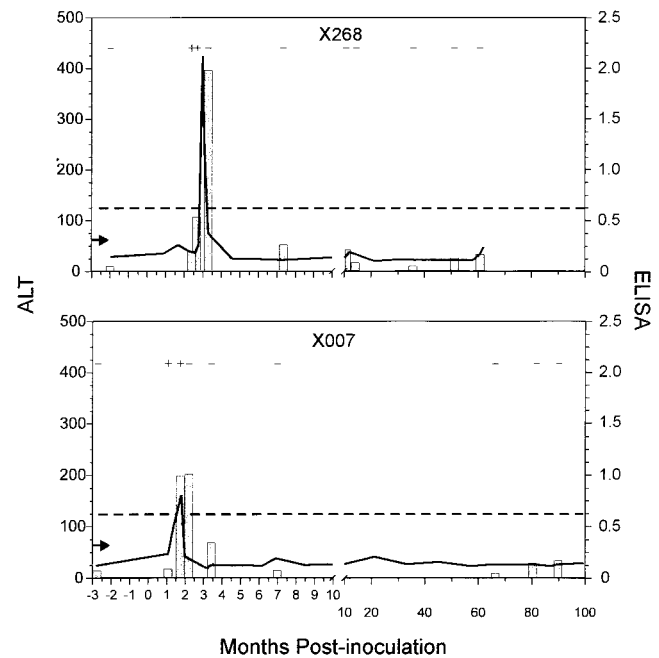 500 2.5
X268
− + + − − − − − − −
400 2.0
300 1.5
200 1.0
100 0.5
0 0
ALT
ELISA
500 2.5
X007
− + + − − − − − −
400 2.0
300 1.5
200 1.0
100 0.5
0 0
-3 -2 -1 0 1 2 3 4 5 6 7 8 9 10
10 20 40 60 80 100
Months Post-inoculation